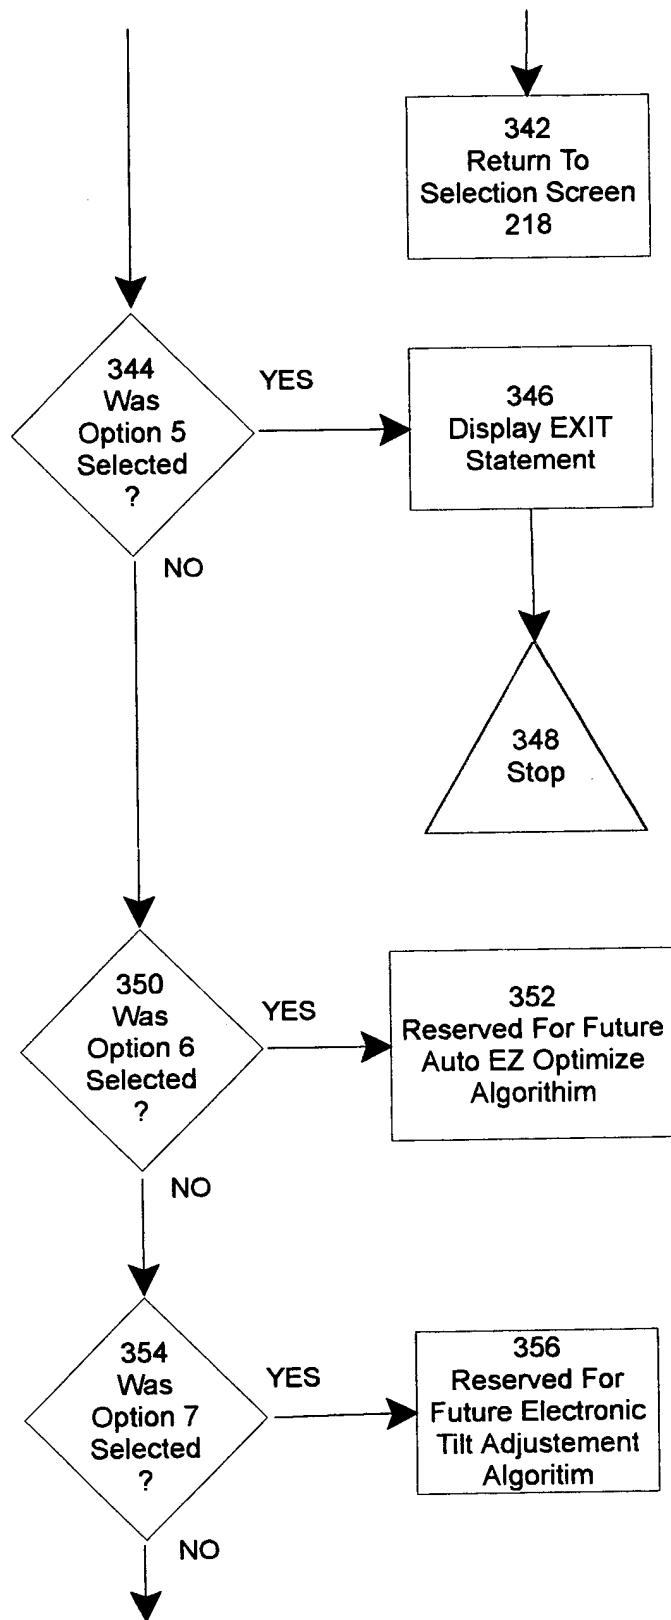 342
Return To
Selection Screen
218
344
Was
Option 5
Selected
?
YES
346
Display EXIT
Statement
NO
348
Stop
350
Was
Option 6
Selected
?
YES
352
Reserved For Future
Auto EZ Optimize
Algorithim
NO
354
Was
Option 7
Selected
?
YES
356
Reserved For
Future Electronic
Tilt Adjustement
Algoritim
NO